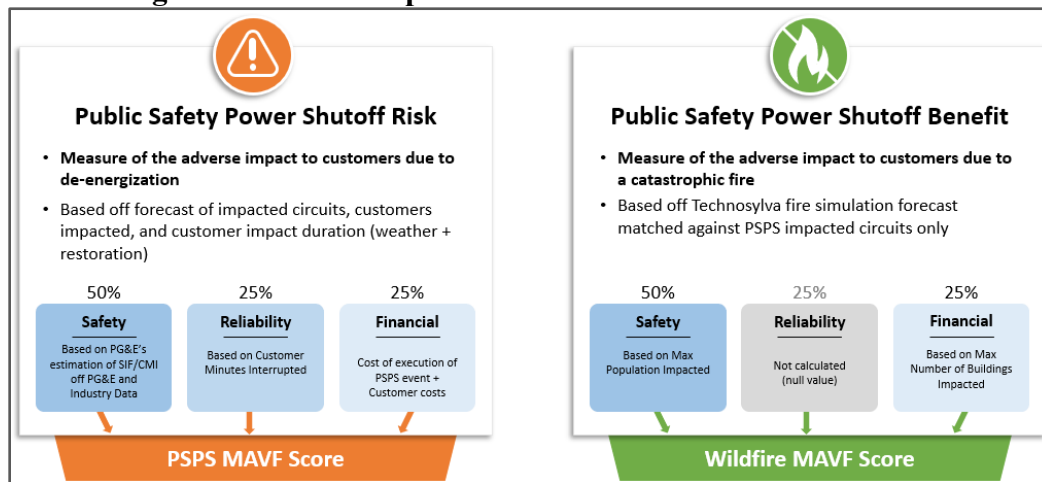 Public Safety Power Shutoff Risk
• Measure of the adverse impact to customers due to
de-energization
• Based off forecast of impacted circuits, customers
impacted, and customer impact duration (weather +
restoration)
50%
Safety
Based on PG&E's
estimation of SIF/CMI
off PG&E and
Industry Data
25%
Reliability
Based on Customer
Minutes Interrupted
25%
Financial
Cost of execution of
PSPS event +
Customer costs
PSPS MAVF Score
Public Safety Power Shutoff Benefit
• Measure of the adverse impact to customers due to
a catastrophic fire
• Based off Technosylva fire simulation forecast
matched against PSPS impacted circuits only
50%
Safety
Based on Max
Population Impacted
25%
Reliability
Not calculated
(null value)
25%
Financial
Based on Max
Number of Buildings
Impacted
Wildfire MAVF Score